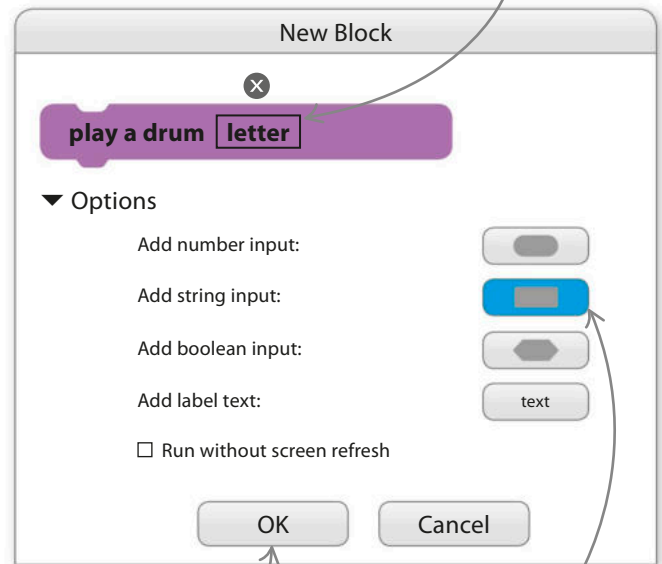 New Block
x
play a drum letter
Options
Add number input:
Add string input:
Add boolean input:
Add label text: text
Run without screen refresh
OK Cancel